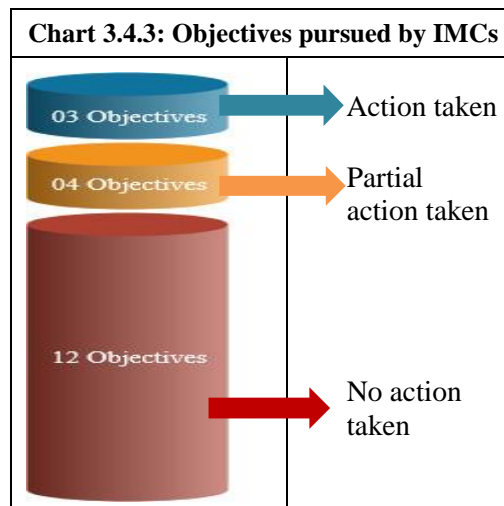 Chart 3.4.3: Objectives pursued by IMCs
03 Objectives
Action taken
04 Objectives
Partial
action taken
12 Objectives
No action
taken